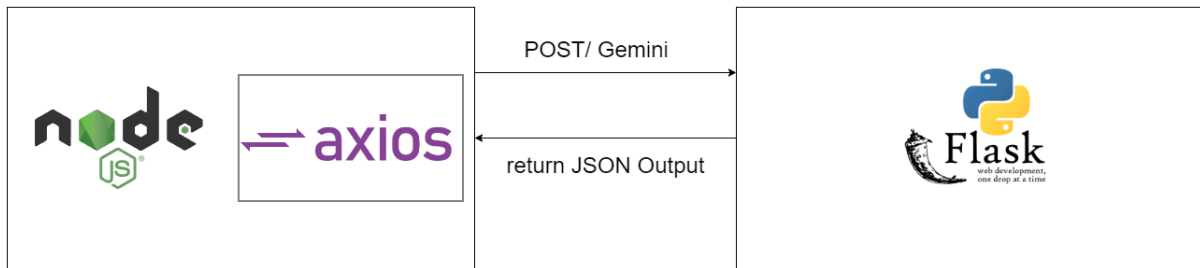 node
JS
®
axios
POST/ Gemini
return JSON Output
Flask
web development,
one drop at a time